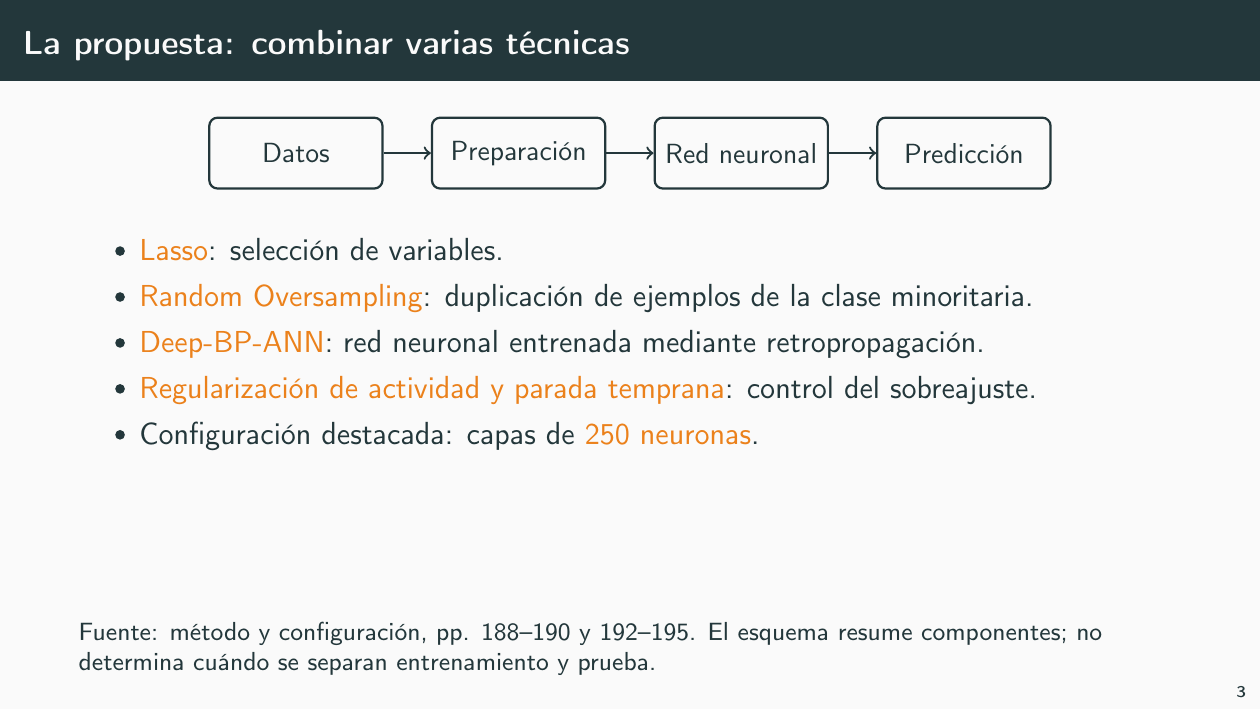 La propuesta: combinar varias técnicas
Datos
Preparación
Red neuronal
Predicción
• Lasso: selección de variables.
• Random Oversampling: duplicación de ejemplos de la clase minoritaria.
• Deep-BP-ANN: red neuronal entrenada mediante retropropagación.
• Regularización de actividad y parada temprana: control del sobreajuste.
• Configuración destacada: capas de 250 neuronas.
Fuente: método y configuración, pp. 188–190 y 192–195. El esquema resume componentes; no
determina cuándo se separan entrenamiento y prueba.
3